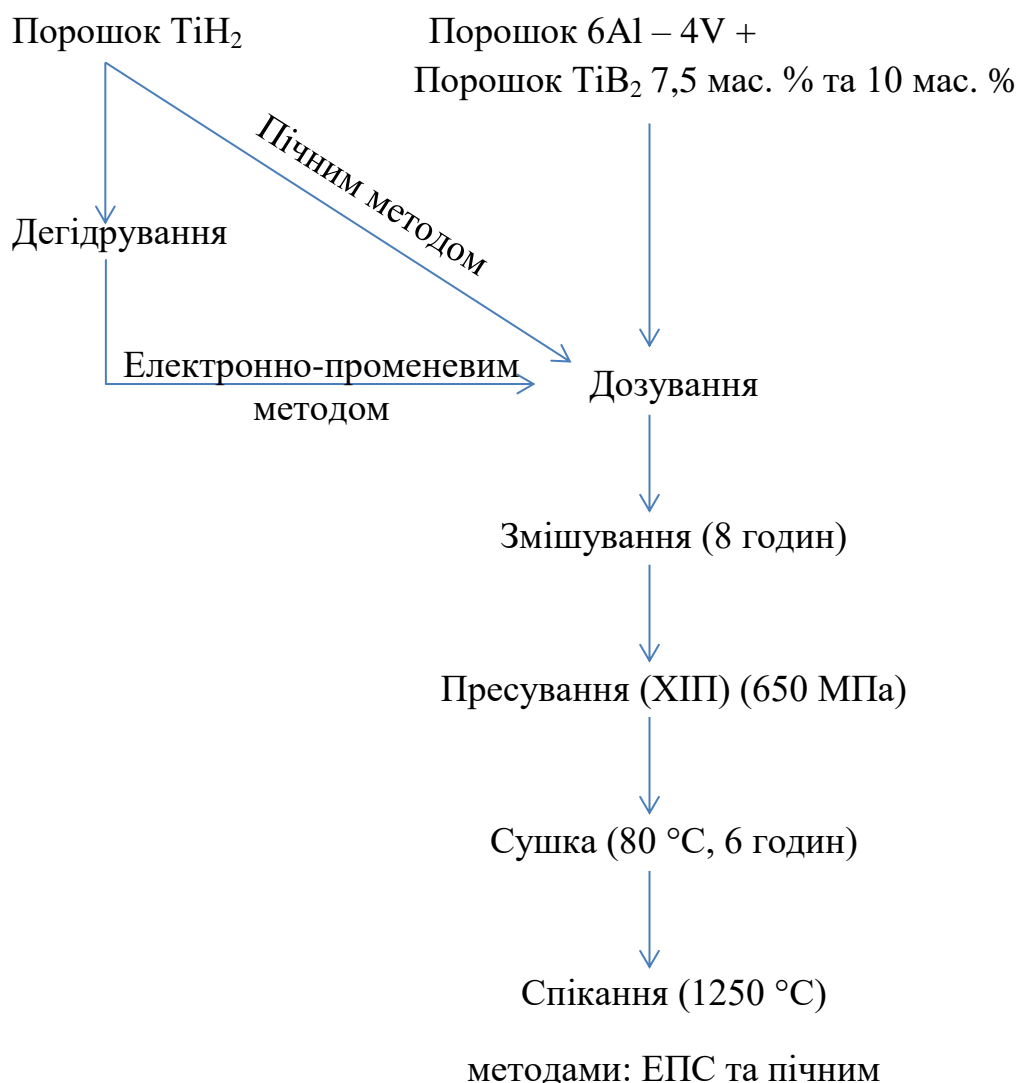 Порошок TiH₂
Порошок 6Al – 4V +
Порошок TiB₂ 7,5 мас. % та 10 мас. %
Пічним методом
Дегідрування
Електронно-променевим
методом
Дозування
Змішування (8 годин)
Пресування (ХІП) (650 МПа)
Сушка (80 °C, 6 годин)
Спікання (1250 °C)
методами: ЕПС та пічним